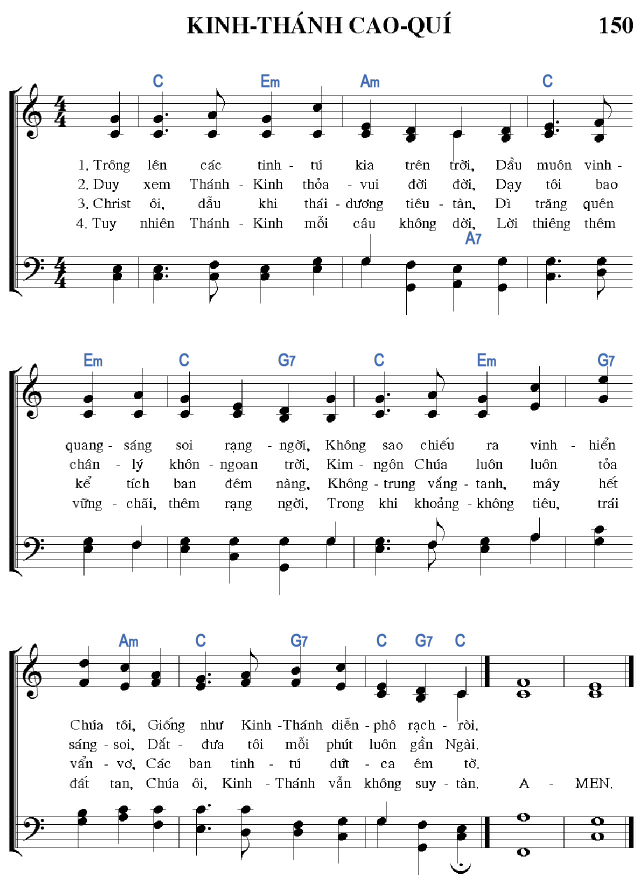 KINH-THÁNH CAO-QUÍ 150
C Em Am C
1. Trông lên các tinh- tú kia trên trời, Dẫu muôn vinh-
2. Duy xem Thánh- Kinh thỏa- vui đời đời, Dạy tôi bao
3. Christ ôi, dẫu khi thái- dương tiêu- tàn, Dì trăng quên
4. Tuy nhiên Thánh- Kinh mỗi câu không dời, Lời thiêng thêm
A7
Em C G7 C Em G7
quang- sáng soi rạng- ngời, Không sao chiếu ra vinh- hiển
chân- lý khôn- ngoan trời, Kim- ngôn Chúa luôn luôn tỏa
kể tích ban đêm nàng, Không- trung vắng- tanh, mây hết
vững- chãi, thêm rạng ngời, Trong khi khoảng- không tiêu, trái
Am C G7 C G7 C
Chúa tôi, Giống như Kinh- Thánh diễn- phô rạch- ròi.
sáng- soi, Dắt- đưa tôi mỗi phút luôn gần Ngài.
vẩn- vơ, Các ban tinh- tú dứt- ca êm tờ.
đất tan, Chúa ôi, Kinh- Thánh vẫn không suy- tàn. A- MEN.